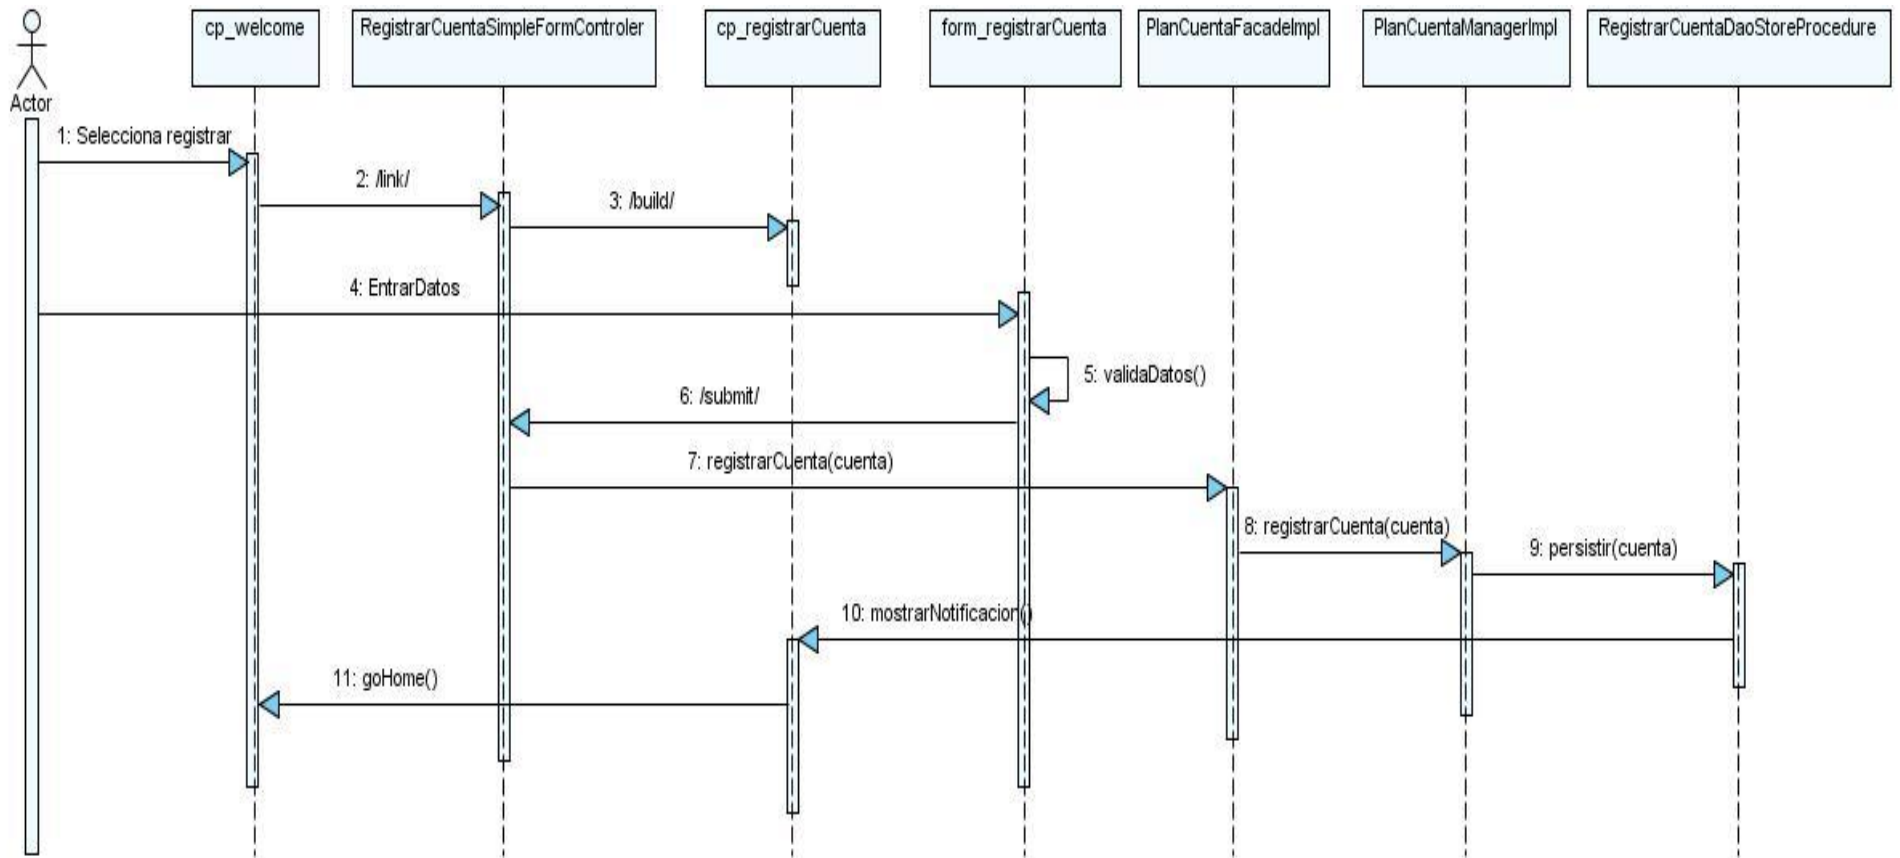 cp_welcome
RegistrarCuentaSimpleFormControler
cp_registrarCuenta
form_registrarCuenta
PlanCuentaFacadeImpl
PlanCuentaManagerImpl
RegistrarCuentaDaoStoreProcedure
Actor
1: Selecciona registrar
2: /link/
3: /build/
4: EntrarDatos
5: validaDatos()
6: /submit/
7: registrarCuenta(cuenta)
8: registrarCuenta(cuenta)
9: persistir(cuenta)
10: mostrarNotificacion()
11: goHome()